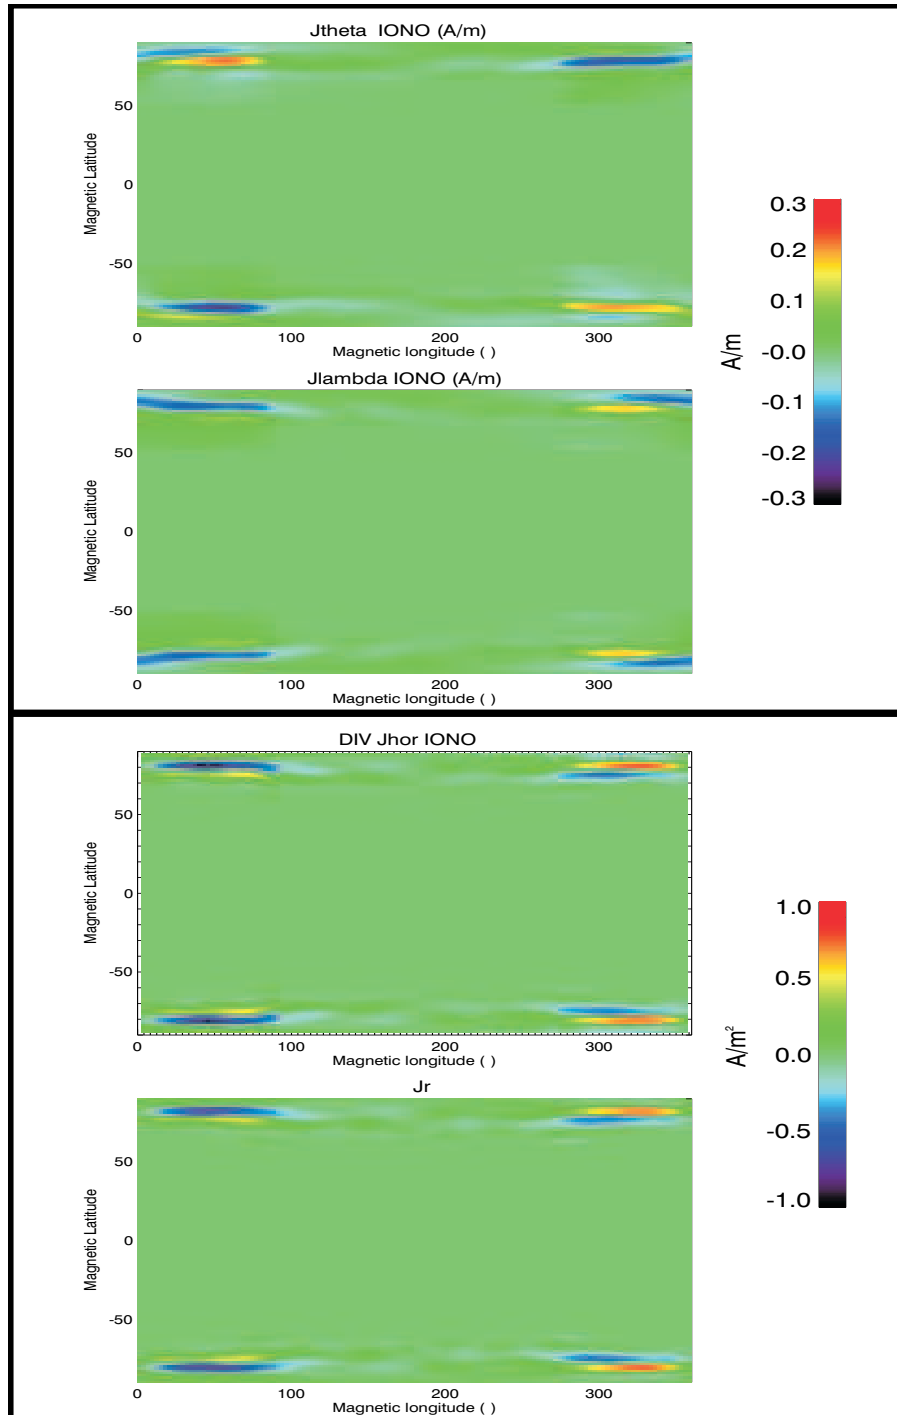 Jtheta IONO (A/m)
Magnetic Latitude
50
0
-50
0 100 200 300
Magnetic longitude ( )
Jlambda IONO (A/m)
Magnetic Latitude
50
0
-50
0 100 200 300
Magnetic longitude ( )
A/m
0.3
0.2
0.1
-0.0
-0.1
-0.2
-0.3
DIV Jhor IONO
Magnetic Latitude
50
0
-50
0 100 200 300
Magnetic longitude ( )
Jr
Magnetic Latitude
50
0
-50
0 100 200 300
Magnetic longitude ( )
A/m²
1.0
0.5
0.0
-0.5
-1.0